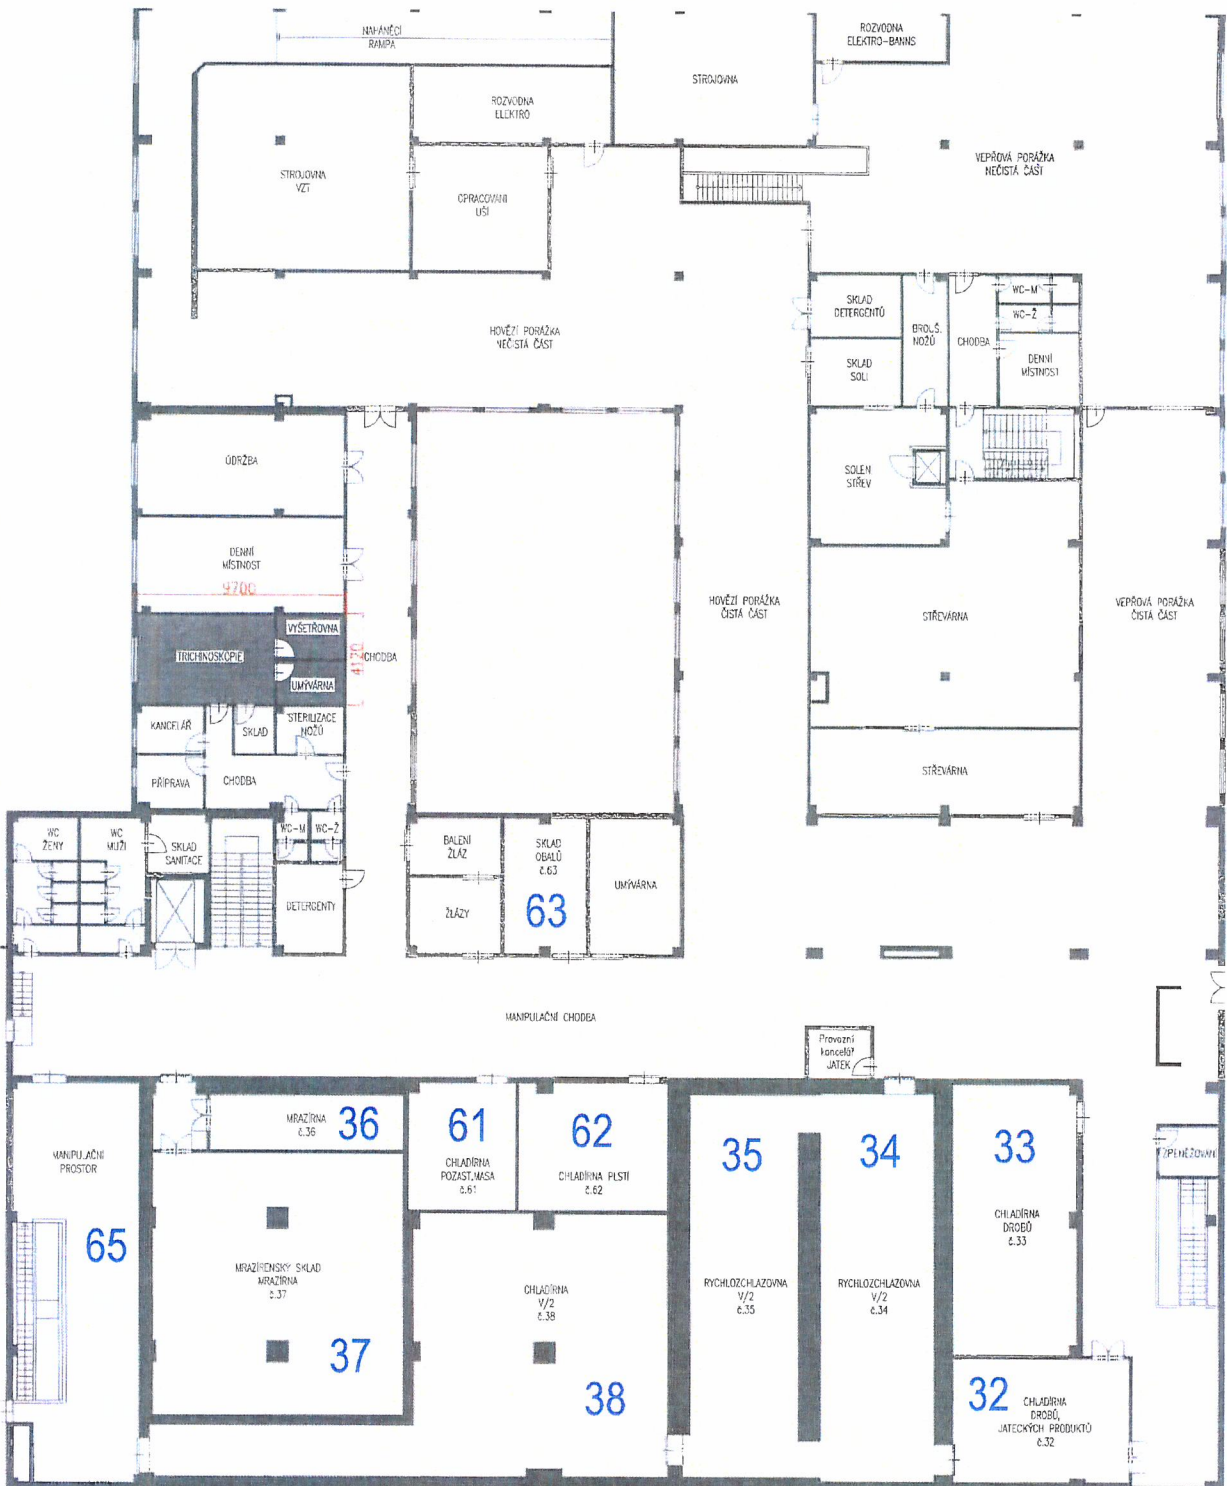 NAHÁNĚCÍ
RAMPA
ROZVODNA
ELEKTRO-BANNS
STROJOVNA
ROZVODNA
ELEKTRO
STROJOVNA
VZT
OPRACOVÁNÍ
UŠÍ
VEPŘOVÁ PORÁŽKA
NEČISTÁ ČÁST
HOVĚZÍ PORÁŽKA
NEČISTÁ ČÁST
SKLAD
DETERGENTŮ
BROUŠ.
NOŽŮ
CHODBA
WC-M
WC-Ž
DENNÍ
MÍSTNOST
SKLAD
SOLI
ÚDRŽBA
SOLEN
STŘEV
DENNÍ
MÍSTNOST
9700
HOVĚZÍ PORÁŽKA
ČISTÁ ČÁST
STŘEVÁRNA
VEPŘOVÁ PORÁŽKA
ČISTÁ ČÁST
TRICHINOSKOPIE
VYŠETŘOVNA
UMÝVÁRNA
4170
CHODBA
KANCELÁŘ
SKLAD
STERILIZACE
NOŽŮ
PŘÍPRAVA
CHODBA
STŘEVÁRNA
WC
ŽENY
WC
MUŽI
SKLAD
SANITACE
WC-M
WC-Ž
DETERGENTY
BALENÍ
ŽLÁZ
SKLAD
OBALŮ
č.63
63
UMÝVÁRNA
ŽLÁZY
MANIPULAČNÍ CHODBA
Provozní
kancelář
JATEK
MANIPULAČNÍ
PROSTOR
65
MRAZÍRNA
č.36
36
61
CHLADÍRNA
POZAST.MASA
č.61
62
CHLADÍRNA PLSTÍ
č.62
35
34
33
ZPENĚŽOVÁNÍ
CHLADÍRNA
DROBŮ
č.33
MRAZÍRENSKÝ SKLAD
MRAZÍRNA
č.37
37
CHLADÍRNA
V/2
č.38
38
RYCHLOZCHLAZOVNA
V/2
č.35
RYCHLOZCHLAZOVNA
V/2
č.34
32
CHLADÍRNA
DROBŮ,
JATECKÝCH PRODUKTŮ
č.32